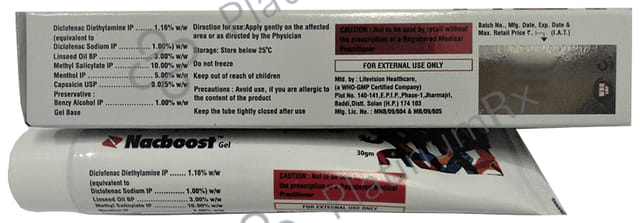 Diclofenac Diethylamine IP ..... 1.16% w/w
(equivalent to
Diclofenac Sodium IP ............. 1.00%) w/w
Linseed Oil BP ...................... 3.00% w/w
Methyl Salicylate IP .............. 10.00% w/w
Menthol IP ............................ 5.00% w/w
Capsaicin USP ...................... 0.025% w/w
Preservative :
Benzy Alcohol IP ................... 1.00% w/w
Gel Base
Direction for use:Apply gently on the affected
area or as directed by the Physician
Storage: Store below 25°C
Do not freeze
Keep out of reach of children
Precautions : Avoid use, if you are allergic to
the content of the product
Keep the tube tightly closed after use
CAUTION : Not to be sold by retail without
the prescription of a Registered Medical
Practitioner
FOR EXTERNAL USE ONLY
Mfd. by : Lifevision Healthcare,
(a WHO-GMP Certified Company)
Plot No. 140-141, E.P.I.P., Phase-1, Jharmajri,
Baddi, Distt. Solan (H.P.) 174 103
Mfg. Lic. No. : MNB/09/804 & MB/09/805
Batch No., Mfg. Date, Exp. Date &
Max. Retail Price ₹. (I.A.T.)
Nacboost Gel
30gm
Diclofenac Diethylamine IP ....... 1.16% w/w
(equivalent to
Diclofenac Sodium IP .............. 1.00%) w/w
Linseed Oil BP ....................... 3.00% w/w
Methyl Salicylate IP ............... 10.00% w/w
CAUTION : Not to be sold by retail
the prescription of a Registered Medical
Practitioner
FOR EXTERNAL USE ONLY